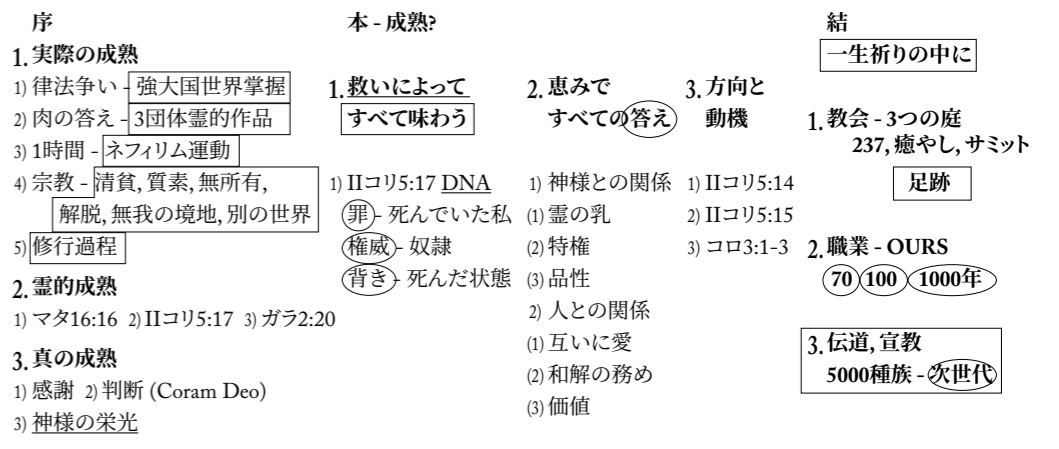 序
1. 実際の成熟
1) 律法争い - 強大国世界掌握
2) 肉の答え - 3団体霊的作品
3) 1時間 - ネフィリム運動
4) 宗教 - 清貧, 質素, 無所有,
解脱, 無我の境地, 別の世界
5) 修行過程
2. 霊的成熟
1) マタ16:16 2) IIコリ5:17 3) ガラ2:20
3. 真の成熟
1) 感謝 2) 判断 (Coram Deo)
3) 神様の栄光
本 - 成熟?
1. 救いによって
すべて味わう
1) IIコリ5:17 DNA
罪 - 死んでいた私
権威 - 奴隷
背き - 死んだ状態
2. 恵みで
すべての答え
1) 神様との関係
(1) 霊の乳
(2) 特権
(3) 品性
2) 人との関係
(1) 互いに愛
(2) 和解の務め
(3) 価値
3. 方向と
動機
1) IIコリ5:14
2) IIコリ5:15
3) コロ3:1-3
結
一生祈りの中に
1. 教会 - 3つの庭
237, 癒やし, サミット
足跡
2. 職業 - OURS
70 100 1000年
3. 伝道, 宣教
5000種族 - 次世代